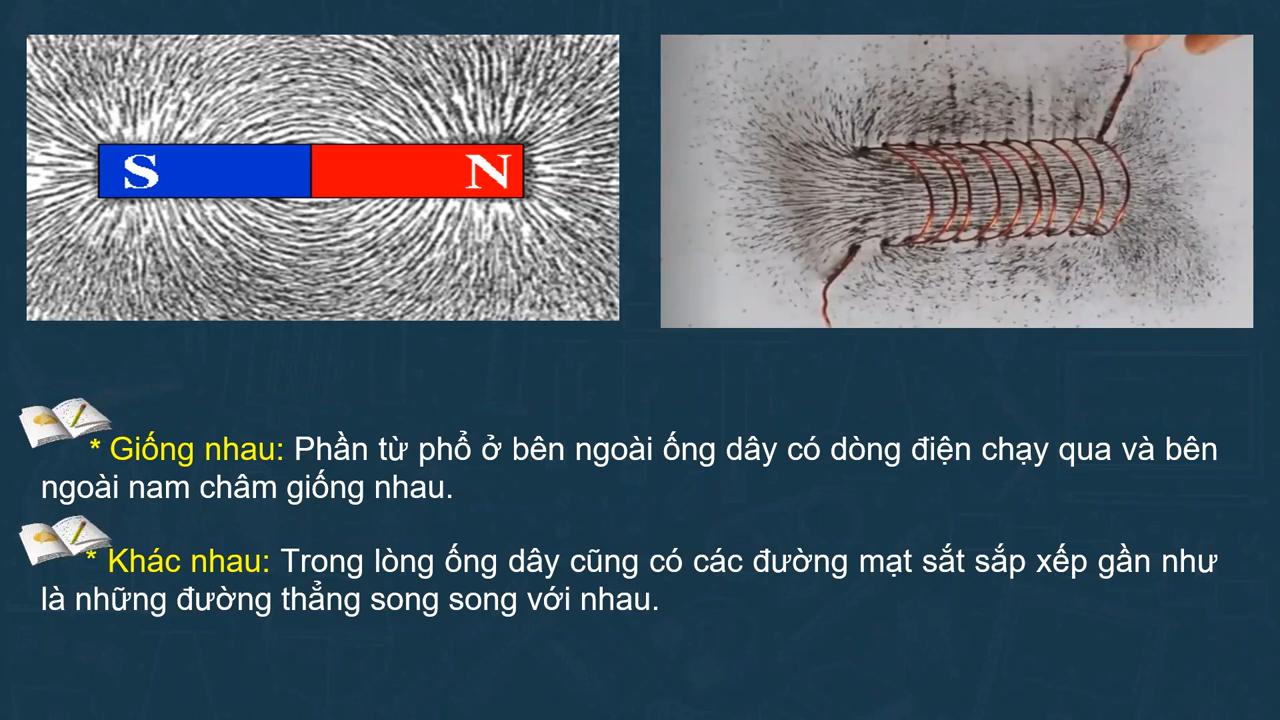 S N
* Giống nhau: Phần từ phổ ở bên ngoài ống dây có dòng điện chạy qua và bên
ngoài nam châm giống nhau.
* Khác nhau: Trong lòng ống dây cũng có các đường mạt sắt sắp xếp gần như
là những đường thẳng song song với nhau.